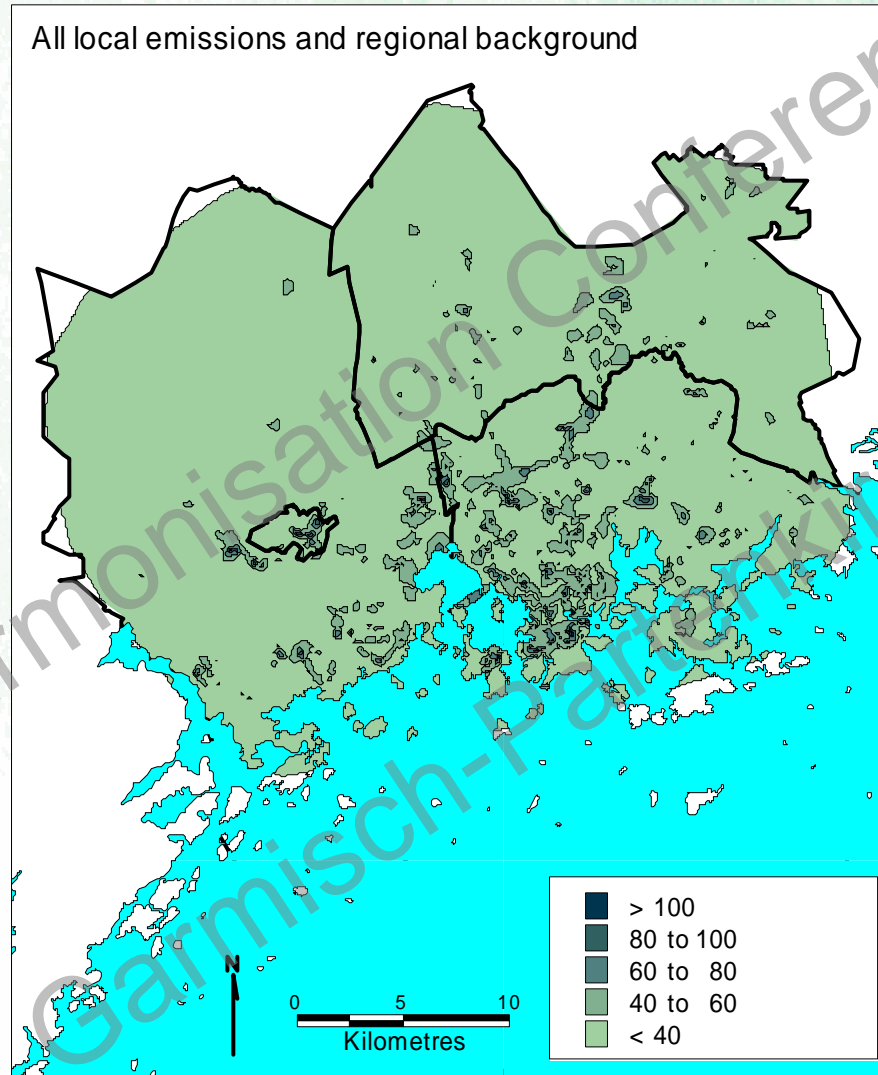 All local emissions and regional background
Harmonisation Conference
Garmisch-Partenkir
N
0 5 10
Kilometres
> 100
80 to 100
60 to 80
40 to 60
< 40